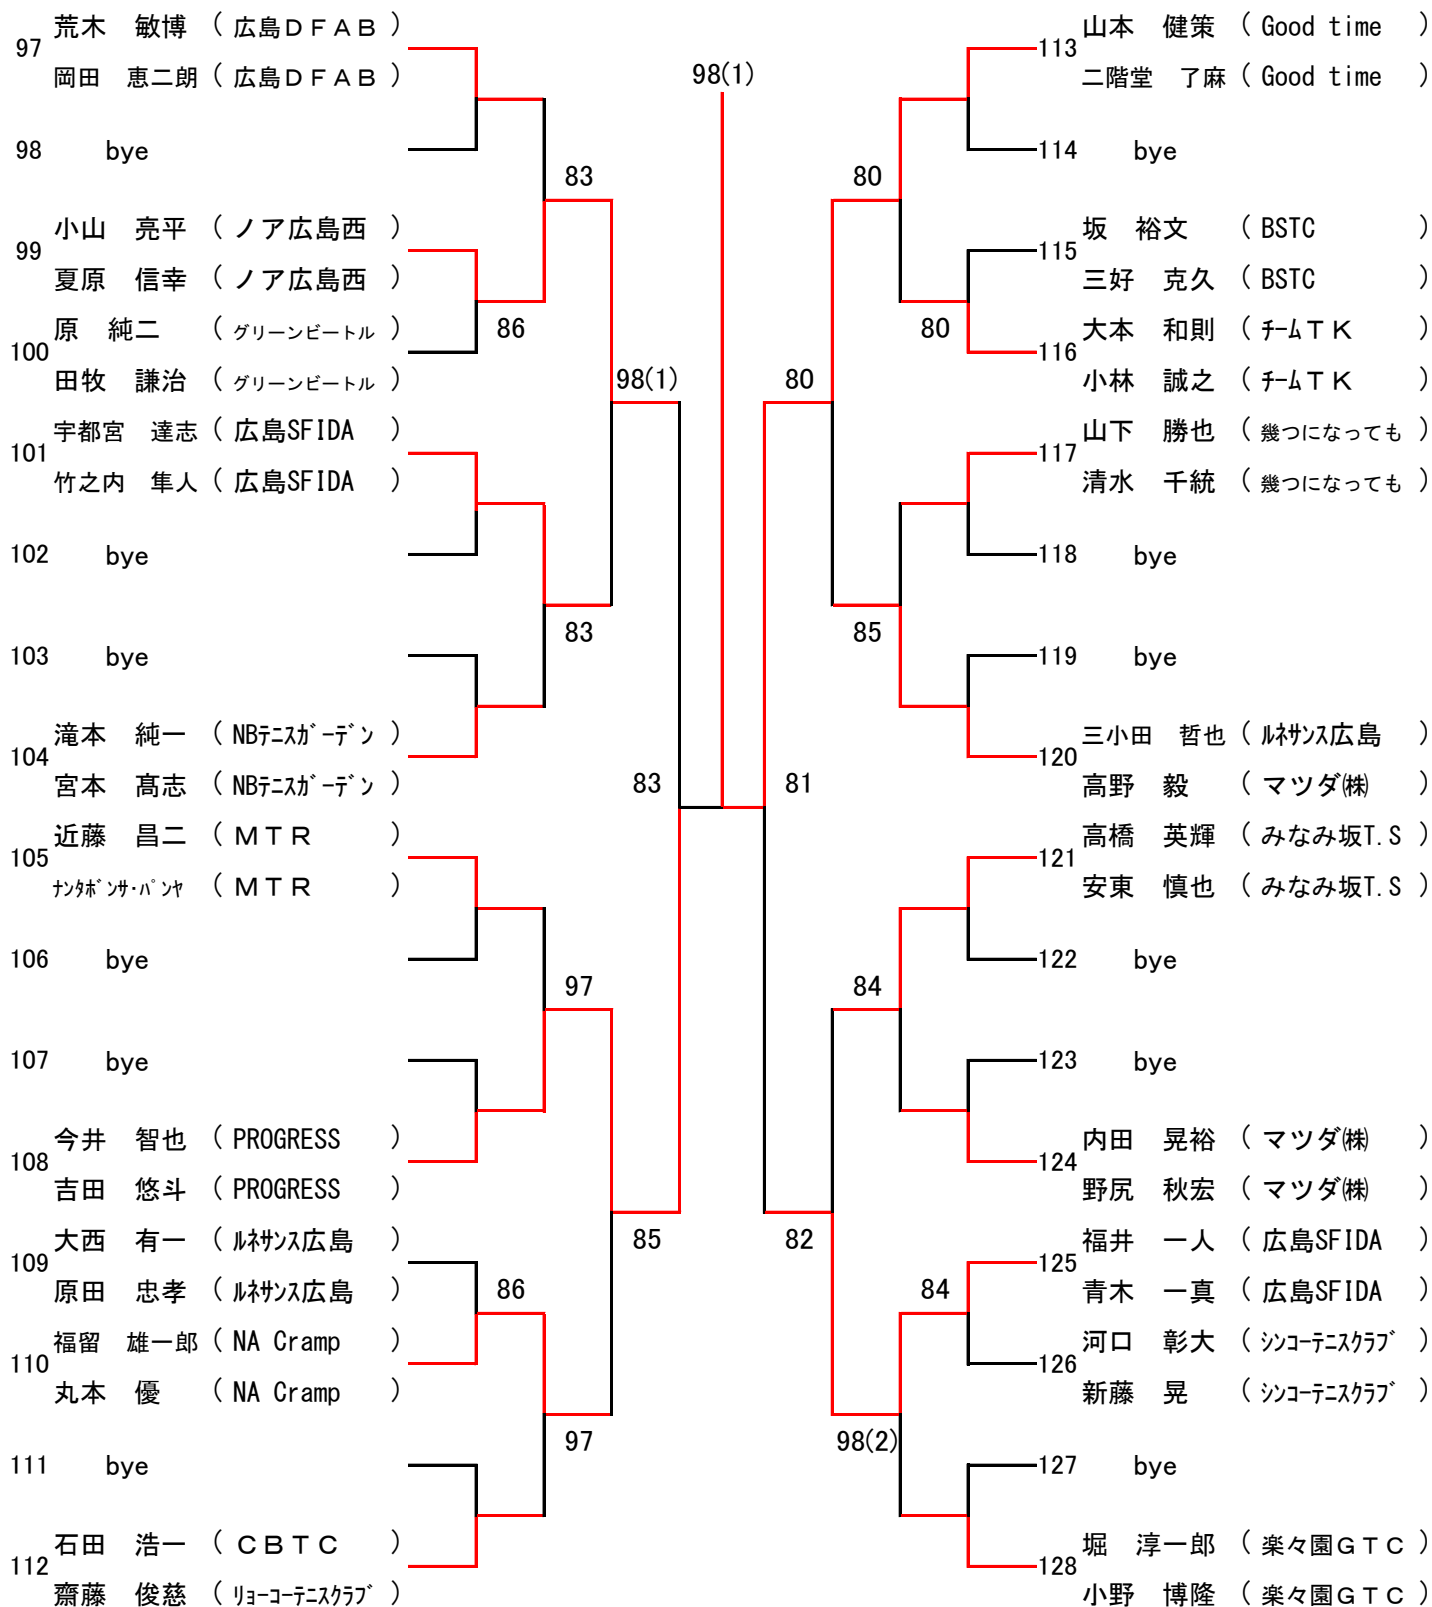 荒木　敏博 ( 広島ＤＦＡＢ )
97
岡田　恵二朗 ( 広島ＤＦＡＢ )
98 bye
83
小山　亮平 ( ノア広島西 )
99
夏原　信幸 ( ノア広島西 )
86
原　純二 ( グリーンビートル )
100
田牧　謙治 ( グリーンビートル )
98(1)
宇都宮　達志 ( 広島SFIDA )
101
竹之内　隼人 ( 広島SFIDA )
102 bye
83
103 bye
滝本　純一 ( NBﾃﾆｽｶﾞｰﾃﾞﾝ )
104
宮本　髙志 ( NBﾃﾆｽｶﾞｰﾃﾞﾝ )
83
近藤　昌二 ( ＭＴＲ )
105
ﾅﾝﾀﾎﾞﾝｻ･ﾊﾟﾝﾔ ( ＭＴＲ )
106 bye
97
107 bye
今井　智也 ( PROGRESS )
108
吉田　悠斗 ( PROGRESS )
85
大西　有一 ( ﾙﾈｻﾝｽ広島 )
109
原田　忠孝 ( ﾙﾈｻﾝｽ広島 )
86
福留　雄一郎 ( NA Cramp )
110
丸本　優 ( NA Cramp )
97
111 bye
石田　浩一 ( ＣＢＴＣ )
112
齋藤　俊慈 ( ﾘｮｰｺｰﾃﾆｽｸﾗﾌﾞ )
98(1)
山本　健策 ( Good time )
113
二階堂　了麻 ( Good time )
114 bye
80
坂　裕文 ( BSTC )
115
三好　克久 ( BSTC )
80
大本　和則 ( ﾁｰﾑＴＫ )
116
小林　誠之 ( ﾁｰﾑＴＫ )
80
山下　勝也 ( 幾つになっても )
117
清水　千統 ( 幾つになっても )
118 bye
85
119 bye
三小田　哲也 ( ﾙﾈｻﾝｽ広島 )
120
高野　毅 ( マツダ㈱ )
81
高橋　英輝 ( みなみ坂T.S )
121
安東　慎也 ( みなみ坂T.S )
122 bye
84
123 bye
内田　晃裕 ( マツダ㈱ )
124
野尻　秋宏 ( マツダ㈱ )
82
福井　一人 ( 広島SFIDA )
125
青木　一真 ( 広島SFIDA )
84
河口　彰大 ( ｼﾝｺｰﾃﾆｽｸﾗﾌﾞ )
126
新藤　晃 ( ｼﾝｺｰﾃﾆｽｸﾗﾌﾞ )
98(2)
127 bye
堀　淳一郎 ( 楽々園ＧＴＣ )
128
小野　博隆 ( 楽々園ＧＴＣ )